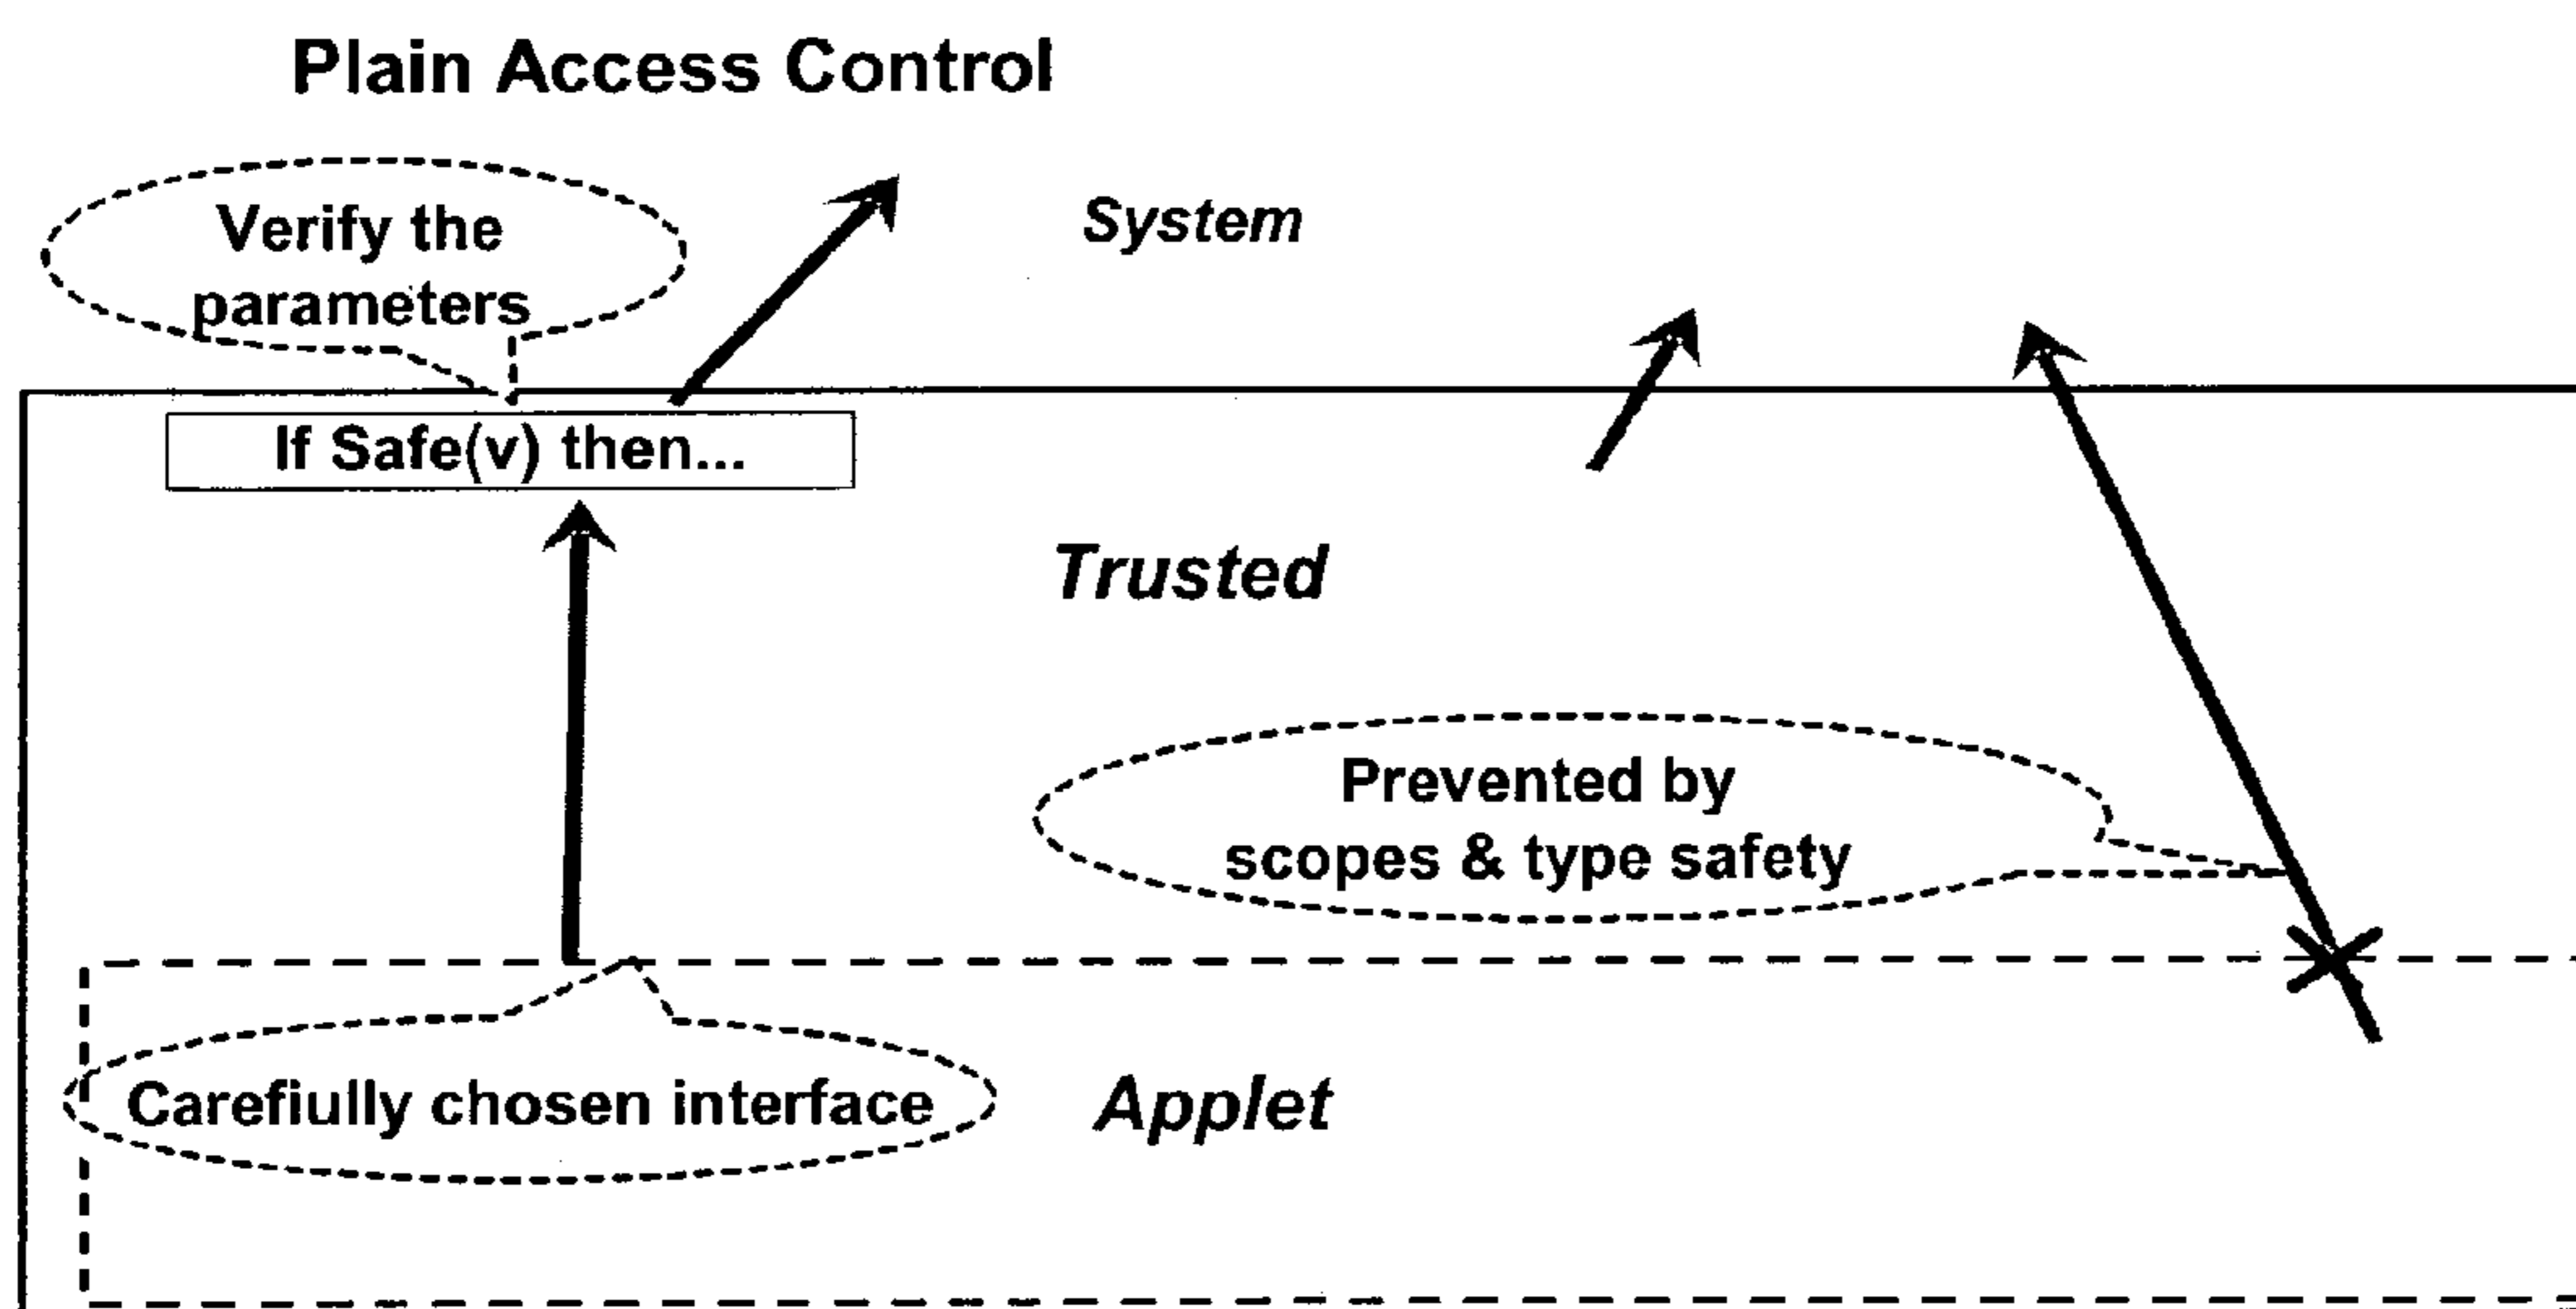 Plain Access Control
Verify the
parameters
System
If Safe(v) then...
Trusted
Prevented by
scopes & type safety
Carefiully chosen interface
Applet